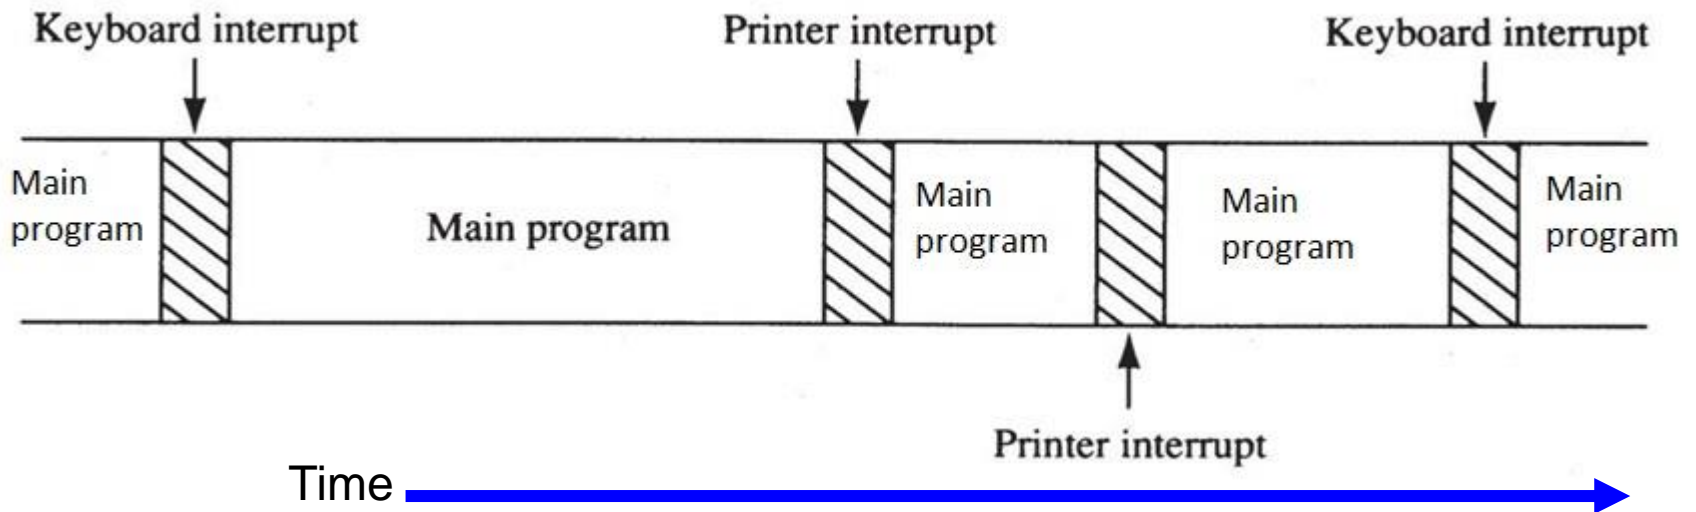 Keyboard interrupt
Printer interrupt
Keyboard interrupt
Main
program
Main program
Main
program
Main
program
Main
program
Printer interrupt
Time